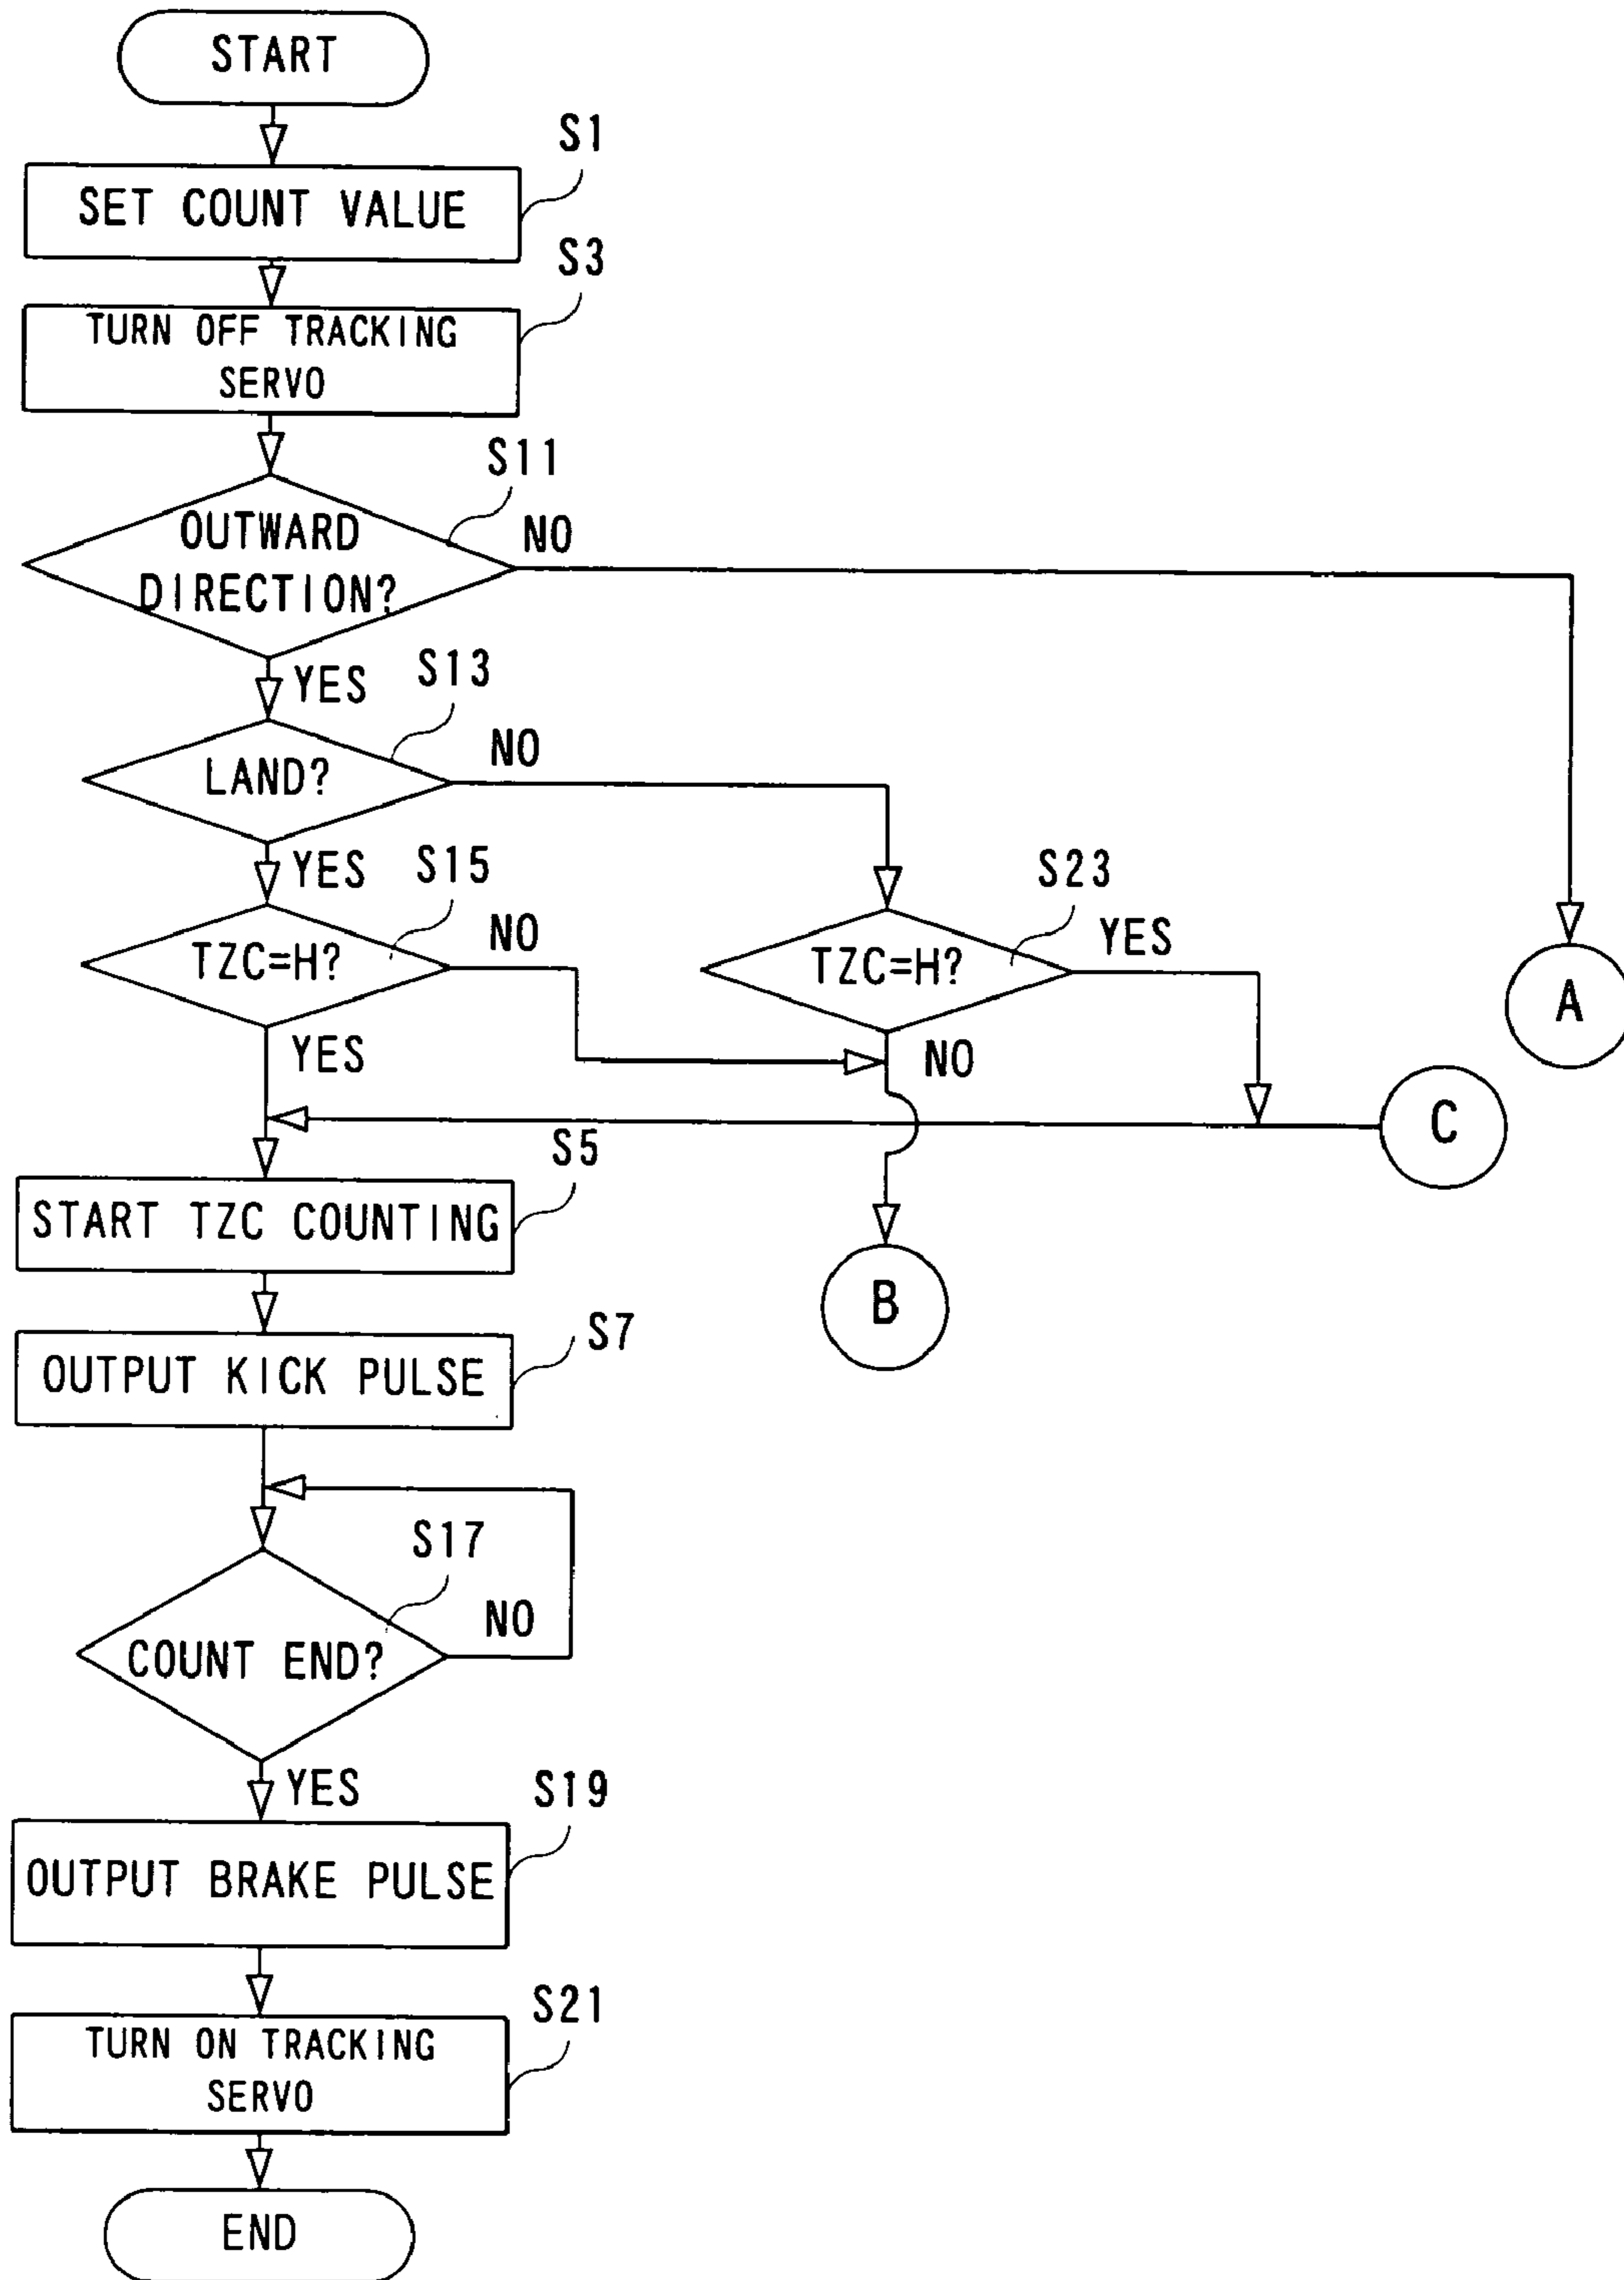 START
S1
SET COUNT VALUE
S3
TURN OFF TRACKING
SERVO
S11
OUTWARD
DIRECTION?
NO
YES
S13
LAND?
NO
YES
S15
TZC=H?
NO
YES
S23
TZC=H?
YES
NO
A
C
S5
START TZC COUNTING
B
S7
OUTPUT KICK PULSE
S17
COUNT END?
NO
YES
S19
OUTPUT BRAKE PULSE
S21
TURN ON TRACKING
SERVO
END